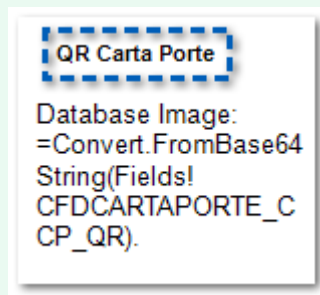 QR Carta Porte
Database Image:
=Convert.FromBase64
String(Fields!
CFDCARTAPORTE_C
CP_QR).